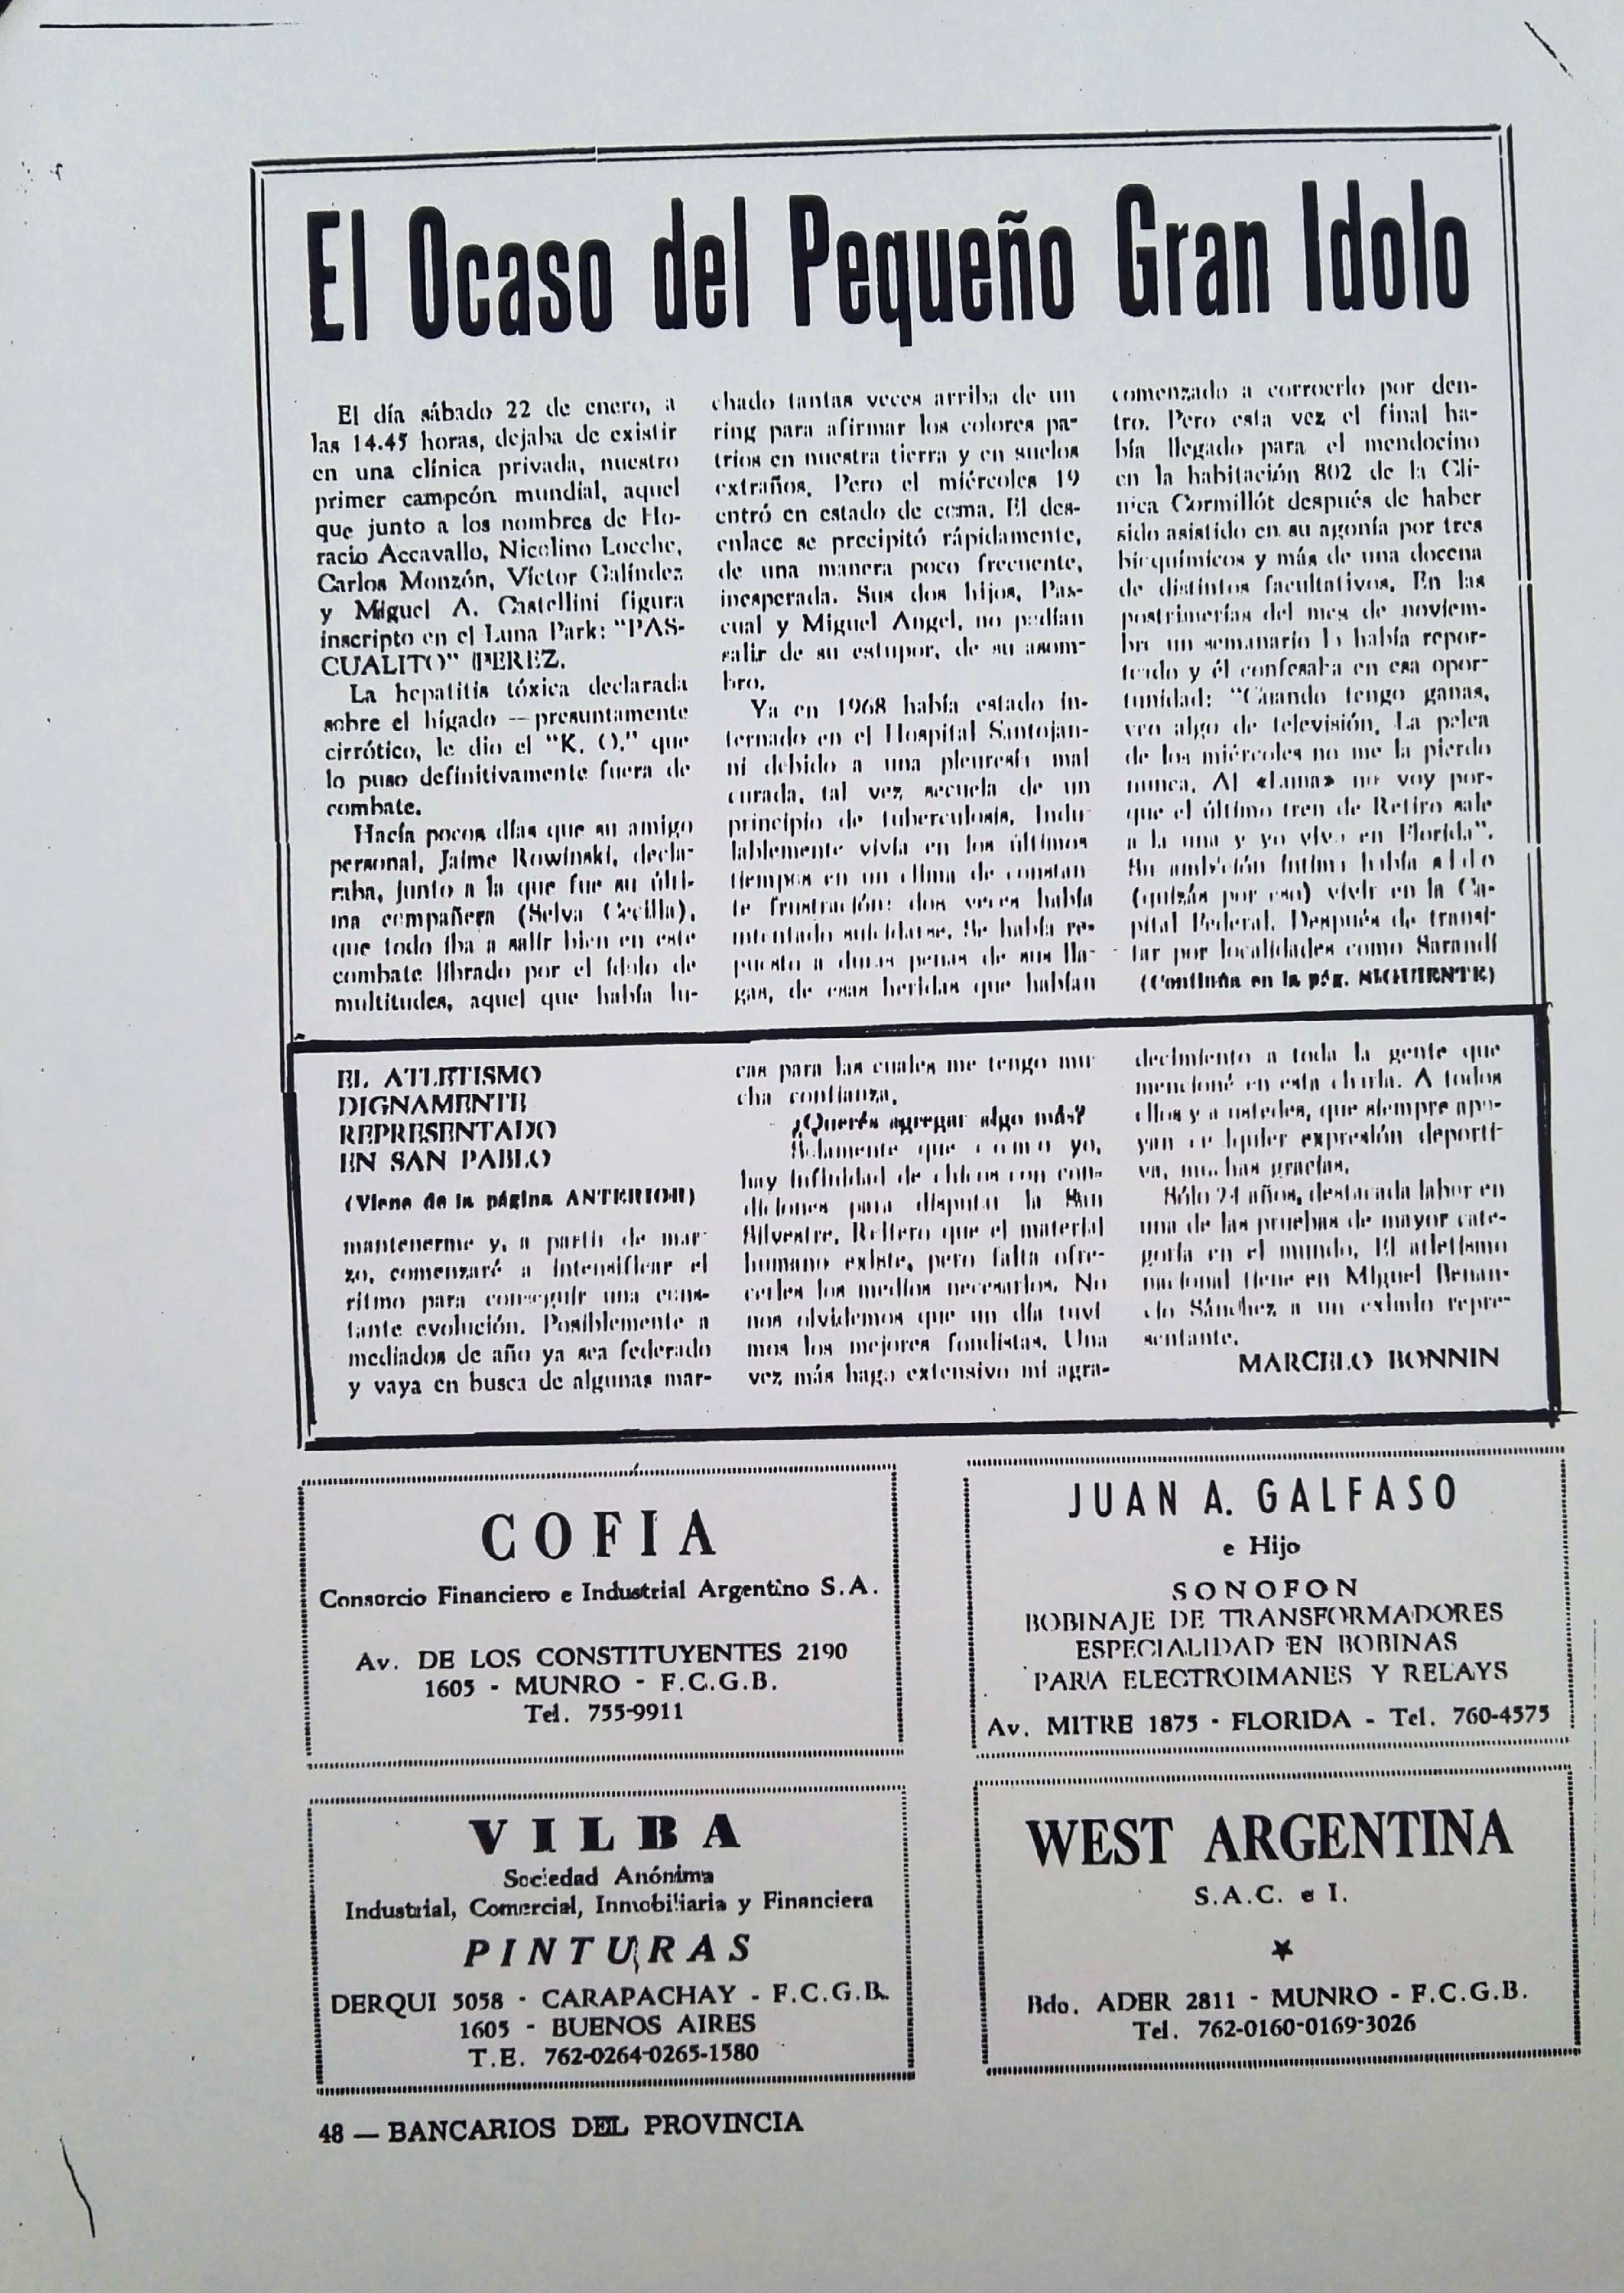 El Ocaso del Pequeño Gran Idolo
El día sábado 22 de enero, a
las 14.45 horas, dejaba de existir
en una clínica privada, nuestro
primer campeón mundial, aquel
que junto a los nombres de Ho-
racio Accavallo, Nicolino Locche,
Carlos Monzón, Víctor Galíndez
y Miguel A. Castellini figura
inscripto en el Luna Park: "PAS-
CUALITO" PEREZ.
La hepatitis tóxica declarada
sobre el hígado —presuntamente
cirrótico, le dio el "K. O." que
lo puso definitivamente fuera de
combate.
Hacía pocos días que su amigo
personal, Jaime Rowinski, decla-
raba, junto a la que fue su últi-
ma compañera (Selva Cecilla),
que todo iba a salir bien en este
combate librado por el ídolo de
multitudes, aquel que había lu-
chado tantas veces arriba de un
ring para afirmar los colores pa-
trios en nuestra tierra y en suelos
extraños. Pero el miércoles 19
entró en estado de coma. El des-
enlace se precipitó rápidamente,
de una manera poco frecuente,
inesperada. Sus dos hijos, Pas-
cual y Miguel Angel, no podían
salir de su estupor, de su asom-
bro.
Ya en 1968 había estado in-
ternado en el Hospital Santojan-
ni debido a una pleuresía mal
curada, tal vez secuela de un
principio de tuberculosis. Indu
lablemente vivía en los últimos
tiempos en un clima de constan
te frustración: dos veces había
intentado suicidarse. Se había re-
puesto a duras penas de sus lla-
gas, de esas heridas que habían
comenzado a corroerlo por den-
tro. Pero esta vez el final ha-
bía llegado para el mendocino
en la habitación 802 de la Clí-
nica Cormillót después de haber
sido asistido en su agonía por tres
bioquímicos y más de una docena
de distintos facultativos. En las
postrimerías del mes de noviem-
bre un semanario lo había repor-
teado y él confesaba en esa opor-
tunidad: "Cuando tengo ganas,
veo algo de televisión. La pelea
de los miércoles no me la pierdo
nunca. Al «Luna» no voy por-
que el último tren de Retiro sale
a la una y yo vivo en Florida".
Su ambición íntima había sido
(quizás por eso) vivir en la Ca-
pital Federal. Después de transi-
tar por localidades como Sarandí
(Continúa en la pág. SIGUIENTE)
EL ATLETISMO
DIGNAMENTE
REPRESENTADO
EN SAN PABLO
(Viene de la página ANTERIOR)
mantenerme y, a partir de mar
zo, comenzaré a intensificar el
ritmo para conseguir una cons-
tante evolución. Posiblemente a
mediados de año ya sea federado
y vaya en busca de algunas mar-
cas para las cuales me tengo mu
cha confianza.
¿Querés agregar algo más?
Solamente que como yo,
hay infinidad de chicos con con-
diciones para disputar la San
Silvestre. Reitero que el material
humano existe, pero falta ofre-
cerles los medios necesarios. No
nos olvidemos que un día tuvi
mos los mejores fondistas. Una
vez más hago extensivo mi agra-
decimiento a toda la gente que
mencioné en esta charla. A todos
ellos y a ustedes, que siempre apo-
yan cualquier expresión deporti-
va, muchas gracias.
Sólo 24 años, destacada labor en
una de las pruebas de mayor cate-
goría en el mundo. El atletismo
nacional tiene en Miguel Benan-
cio Sánchez a un eximio repre-
sentante.
MARCELO BONNIN
COFIA
Consorcio Financiero e Industrial Argentino S.A.
Av. DE LOS CONSTITUYENTES 2190
1605 - MUNRO - F.C.G.B.
Tel. 755-9911
JUAN A. GALFASO
e Hijo
SONOFON
BOBINAJE DE TRANSFORMADORES
ESPECIALIDAD EN BOBINAS
PARA ELECTROIMANES Y RELAYS
Av. MITRE 1875 - FLORIDA - Tel. 760-4575
VILBA
Sociedad Anónima
Industrial, Comercial, Inmobiliaria y Financiera
PINTURAS
DERQUI 5058 - CARAPACHAY - F.C.G.B.
1605 - BUENOS AIRES
T.E. 762-0264-0265-1580
WEST ARGENTINA
S.A.C. e I.
Bdo. ADER 2811 - MUNRO - F.C.G.B.
Tel. 762-0160-0169-3026
48 — BANCARIOS DEL PROVINCIA